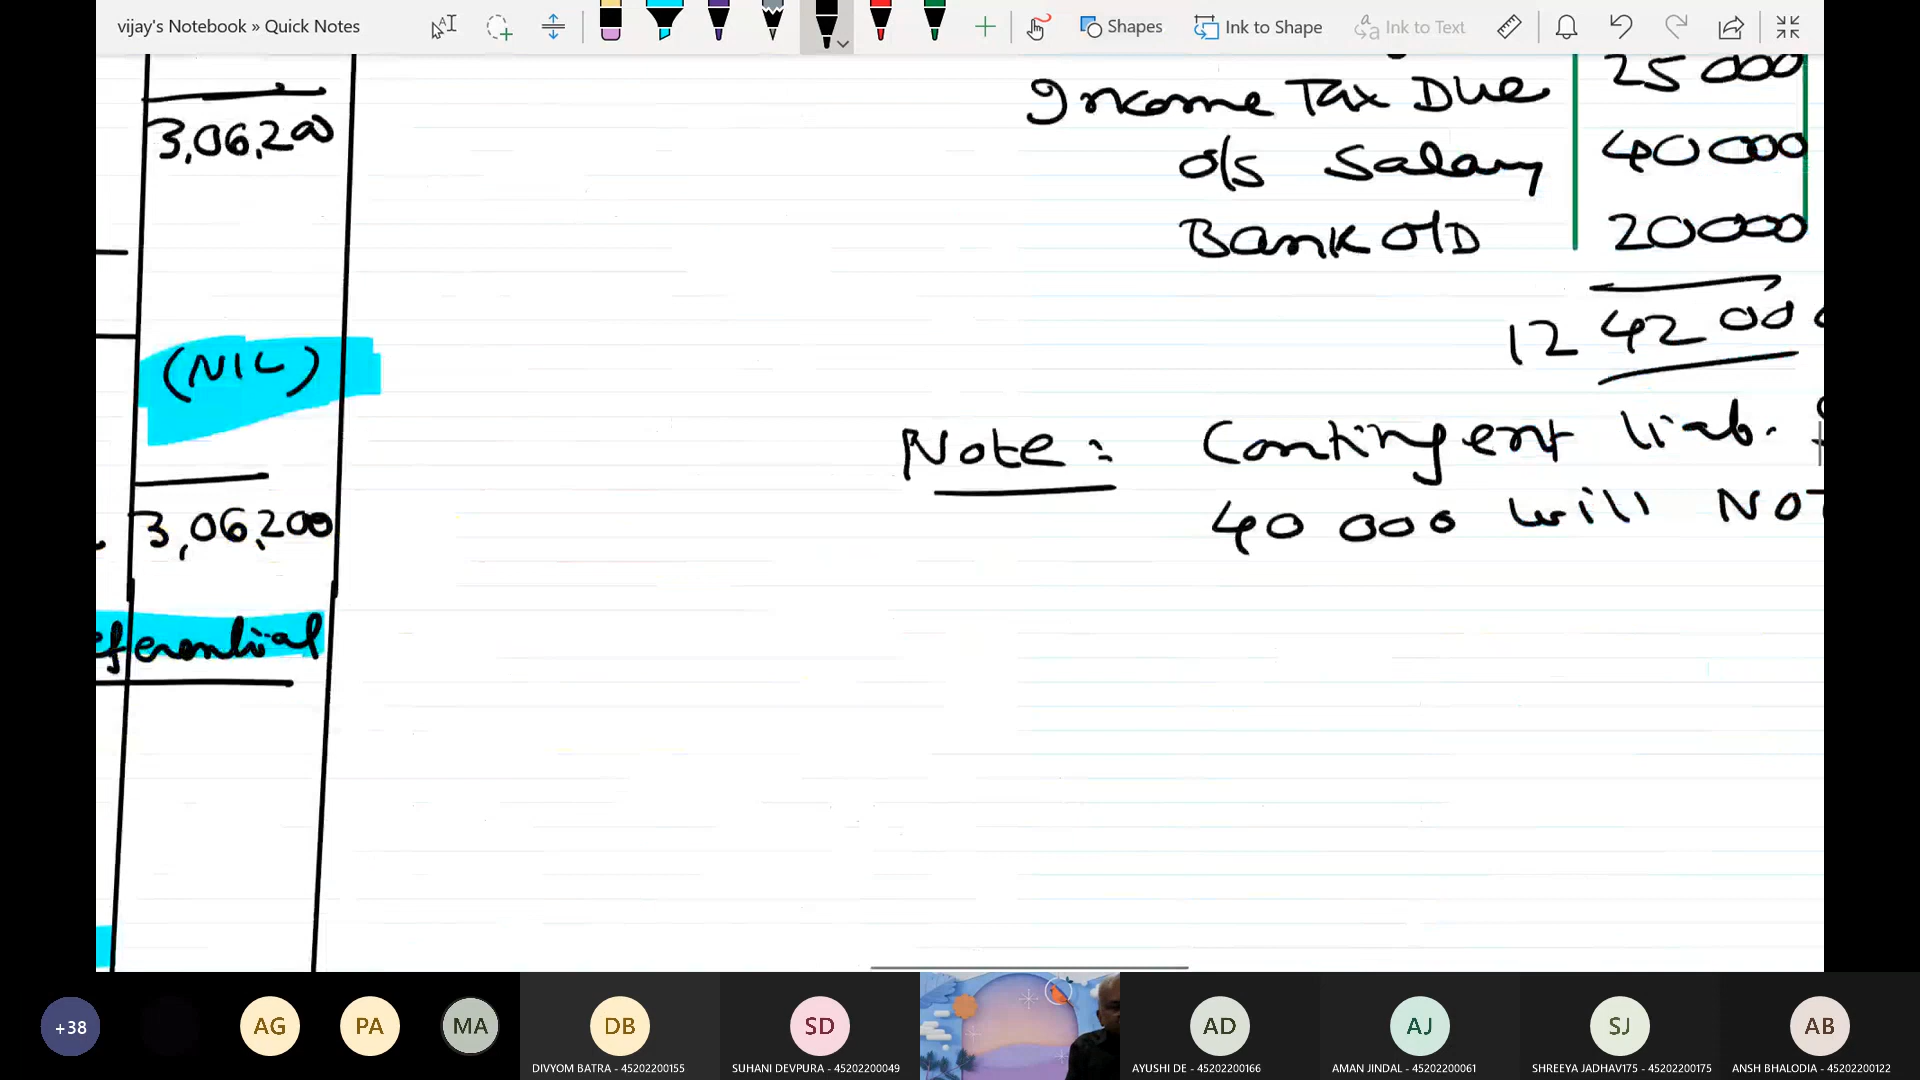 vijay's Notebook » Quick Notes
Shapes
Ink to Shape
Ink to Text
3,06,200
(NIL)
3,06,200
eferential
25 000
Income Tax Due
o/s Salary 40000
Bank O/D 20000
12 42 00
Note: Contingent liab.
40 000 will NOT
+38
AG
PA
MA
DB
DIVYOM BATRA - 45202200155
SD
SUHANI DEVPURA - 45202200049
AD
AYUSHI DE - 45202200166
AJ
AMAN JINDAL - 45202200061
SJ
SHREEYA JADHAV175 - 45202200175
AB
ANSH BHALODIA - 45202200122